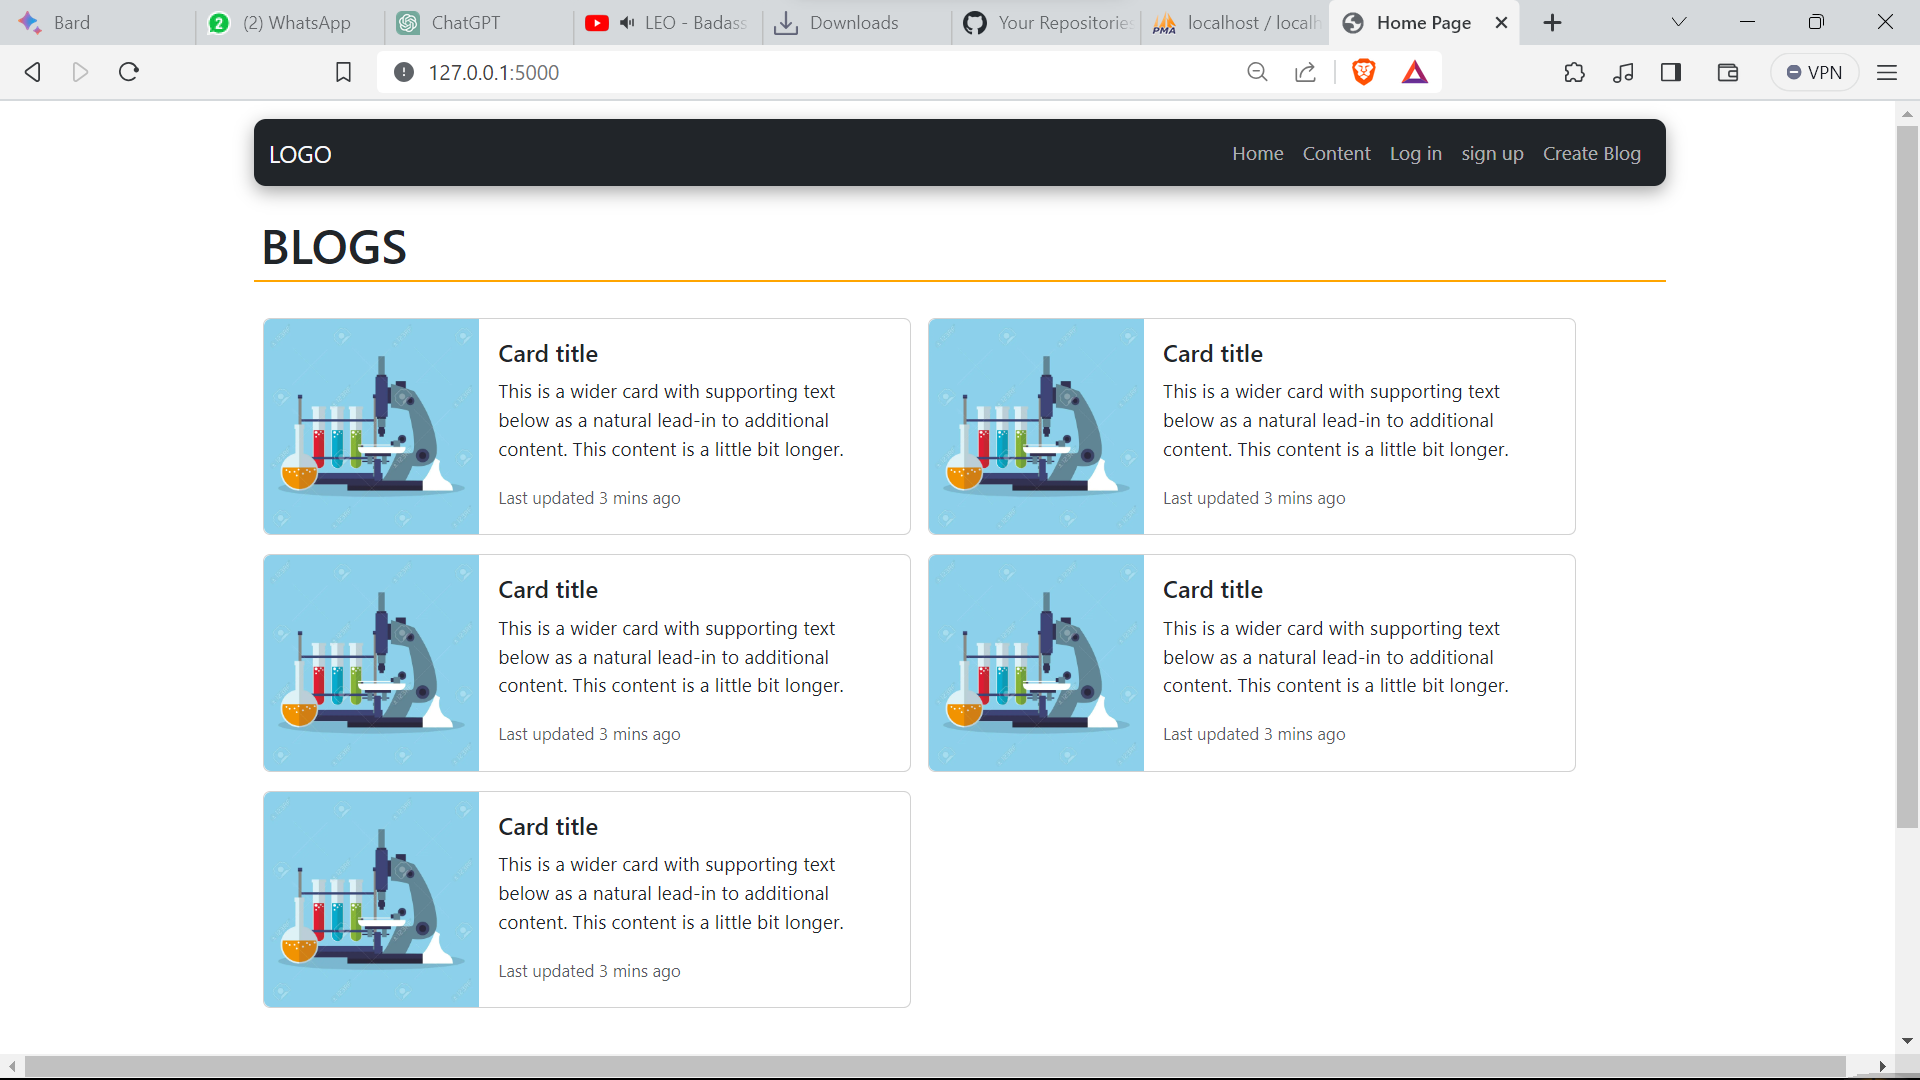 Bard
(2) WhatsApp
ChatGPT
LEO - Badass
Downloads
Your Repositories
localhost / localh
Home Page
127.0.0.1:5000
VPN
LOGO
Home Content Log in sign up Create Blog
BLOGS
Card title
This is a wider card with supporting text
below as a natural lead-in to additional
content. This content is a little bit longer.
Last updated 3 mins ago
Card title
This is a wider card with supporting text
below as a natural lead-in to additional
content. This content is a little bit longer.
Last updated 3 mins ago
Card title
This is a wider card with supporting text
below as a natural lead-in to additional
content. This content is a little bit longer.
Last updated 3 mins ago
Card title
This is a wider card with supporting text
below as a natural lead-in to additional
content. This content is a little bit longer.
Last updated 3 mins ago
Card title
This is a wider card with supporting text
below as a natural lead-in to additional
content. This content is a little bit longer.
Last updated 3 mins ago